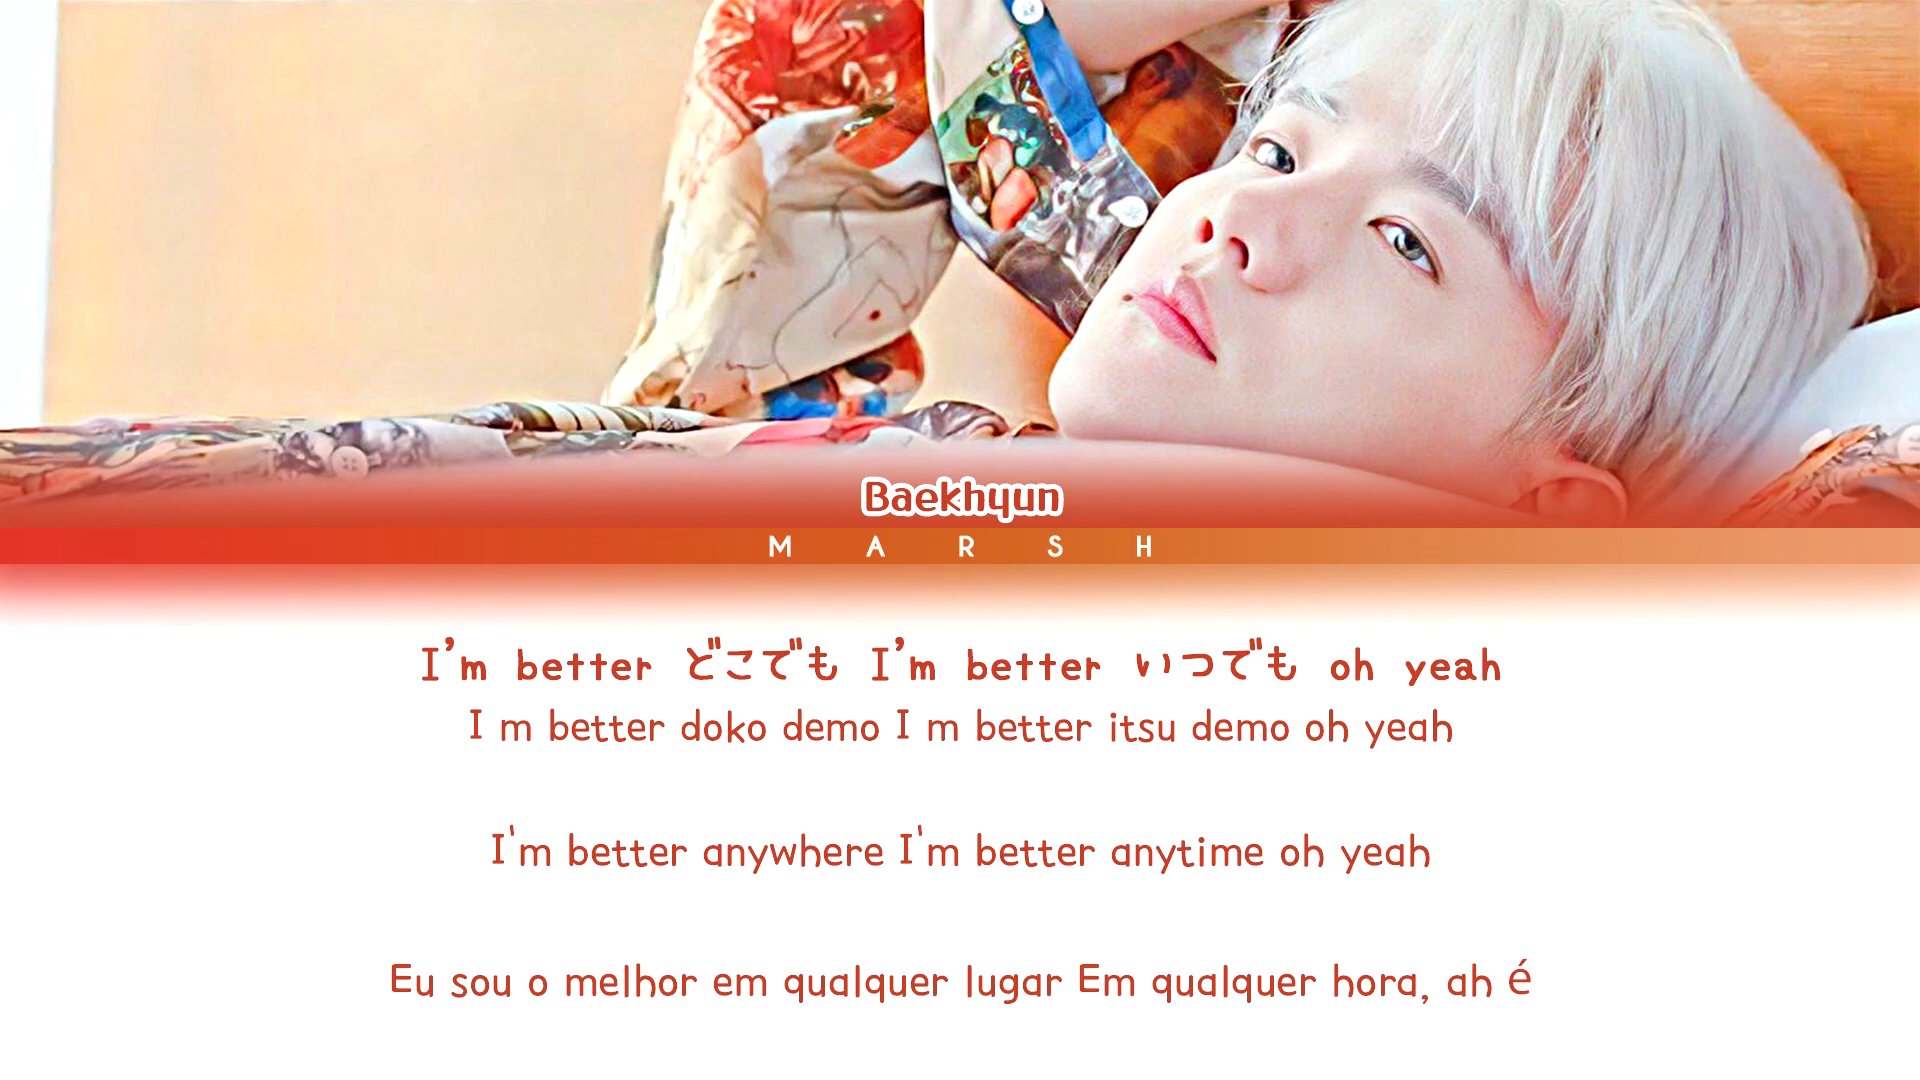 Baekhyun
MARSH
I’m better どこでも I’m better いつでも oh yeah
I m better doko demo I m better itsu demo oh yeah
I'm better anywhere I'm better anytime oh yeah
Eu sou o melhor em qualquer lugar Em qualquer hora, ah é